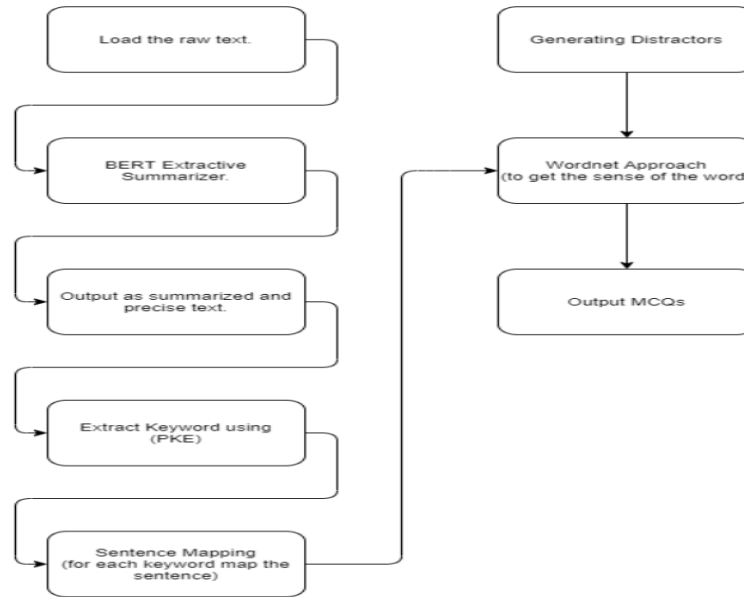 Load the raw text.
BERT Extractive
Summarizer.
Output as summarized and
precise text.
Extract Keyword using
(PKE)
Sentence Mapping
(for each keyword map the
sentence)
Generating Distractors
Wordnet Approach
(to get the sense of the word
Output MCQs